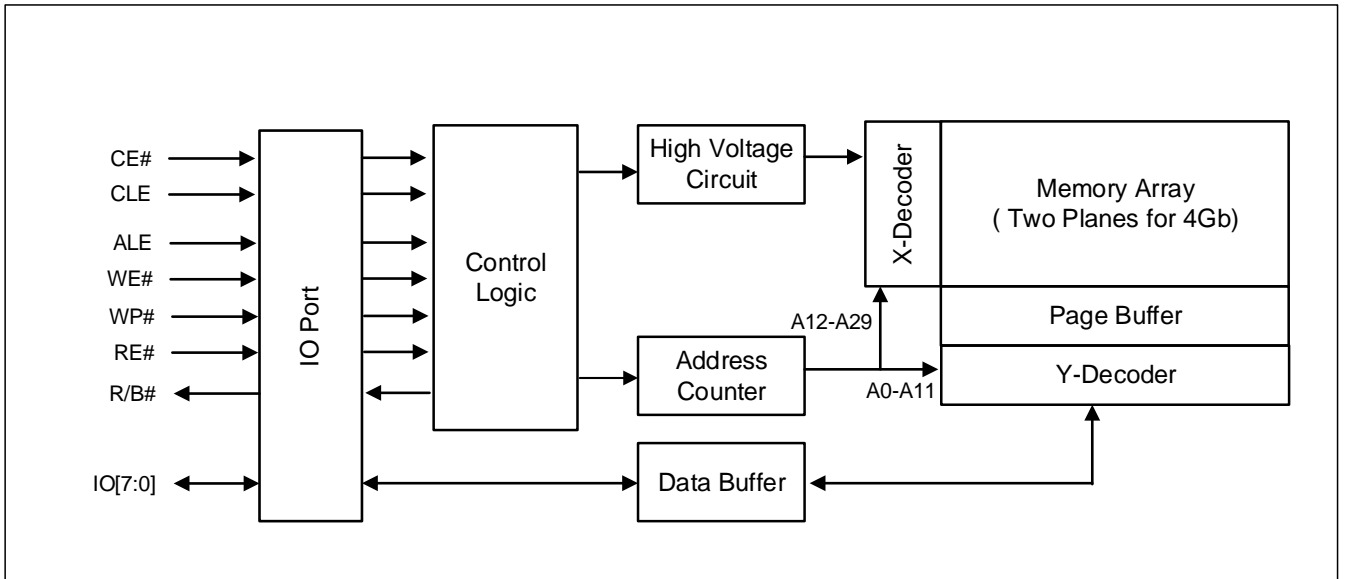 CE#
CLE
ALE
WE#
WP#
RE#
R/B#
IO[7:0]
IO Port
Control
Logic
High Voltage
Circuit
Address
Counter
Data Buffer
A12-A29
A0-A11
X-Decoder
Memory Array
( Two Planes for 4Gb)
Page Buffer
Y-Decoder